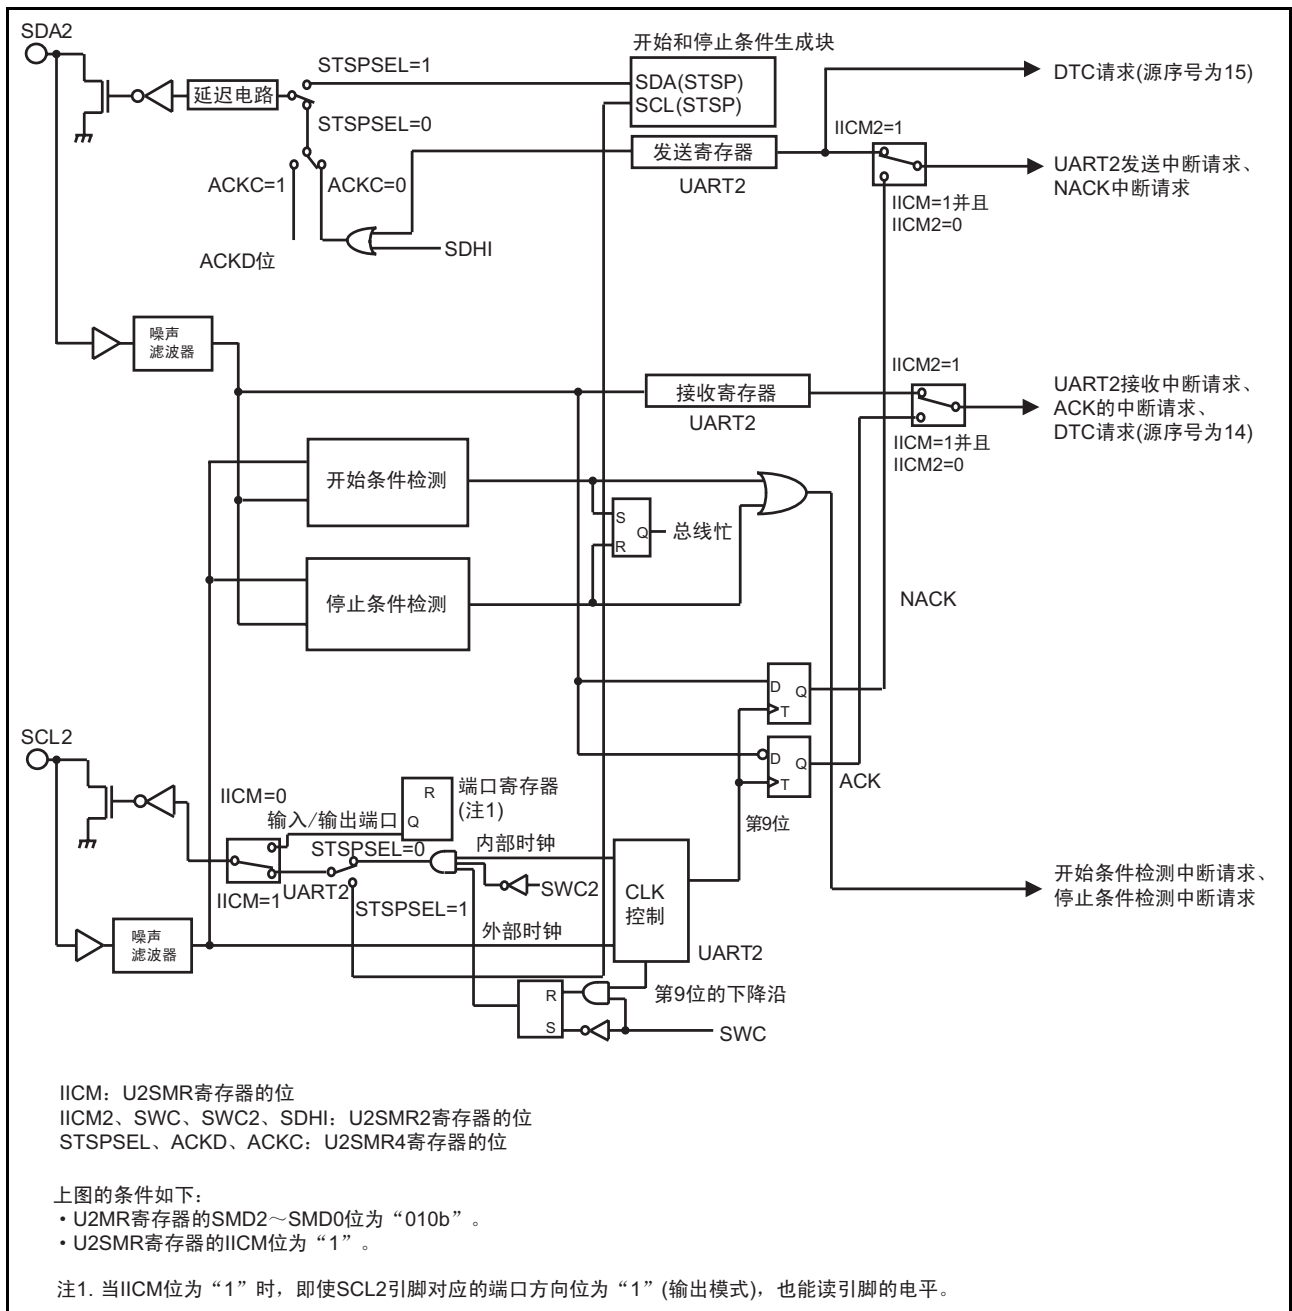 SDA2
开始和停止条件生成块
STSPSEL=1
SDA(STSP)
SCL(STSP)
DTC请求(源序号为15)
延迟电路
STSPSEL=0
IICM2=1
发送寄存器
UART2
UART2发送中断请求、
NACK中断请求
ACKC=1
ACKC=0
IICM=1并且
IICM2=0
SDHI
ACKD位
噪声
滤波器
IICM2=1
接收寄存器
UART2
UART2接收中断请求、
ACK的中断请求、
DTC请求(源序号为14)
IICM=1并且
IICM2=0
开始条件检测
S
Q
R
总线忙
停止条件检测
NACK
D
Q
T
SCL2
D
Q
T
ACK
第9位
IICM=0
输入/输出端口
R
Q
端口寄存器
(注1)
STSPSEL=0
内部时钟
IICM=1
UART2
SWC2
STSPSEL=1
CLK
控制
外部时钟
UART2
开始条件检测中断请求、
停止条件检测中断请求
噪声
滤波器
R
S
第9位的下降沿
SWC
IICM：U2SMR寄存器的位
IICM2、SWC、SWC2、SDHI：U2SMR2寄存器的位
STSPSEL、ACKD、ACKC：U2SMR4寄存器的位
上图的条件如下：
・U2MR寄存器的SMD2～SMD0位为“010b”。
・U2SMR寄存器的IICM位为“1”。
注1. 当IICM位为“1”时，即使SCL2引脚对应的端口方向位为“1”(输出模式)，也能读引脚的电平。